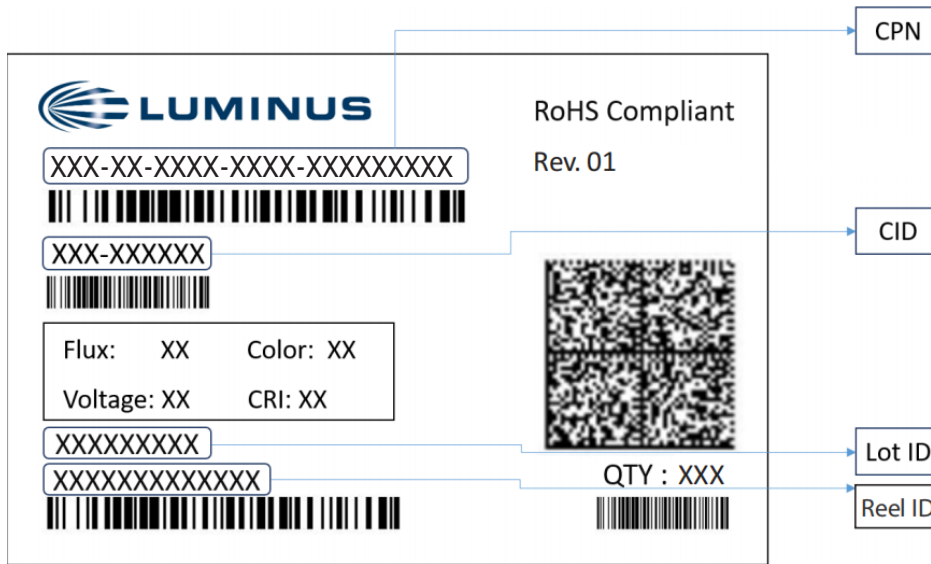 CPN
LUMINUS
RoHS Compliant
XXX-XX-XXXX-XXXX-XXXXXXXXX
Rev. 01
XXX-XXXXXX
CID
Flux: XX Color: XX
Voltage: XX CRI: XX
XXXXXXXXX
Lot ID
XXXXXXXXXXXXX
QTY : XXX
Reel ID